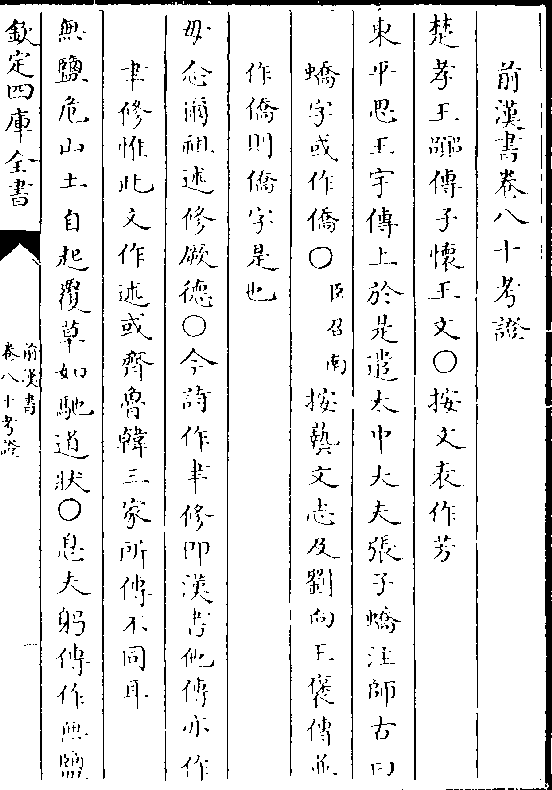 前漢書卷八十考證
楚孝王囂傳子懷王文○按文表作芳
東平思王宇傳上於是遣太中大夫張子蟜注師古曰
蟜字或作僑○臣召南按藝文志及劉向王褒傳並
作僑則僑字是也
毋念爾祖述修厥德○今詩作聿修即漢書他傳亦作
聿修惟此文作述或齊魯韓三家所傳不同耳
無鹽危山土自起覆草如馳道狀○息夫躬傳作無鹽
欽定四庫全書
前漢書
卷八十考證
一